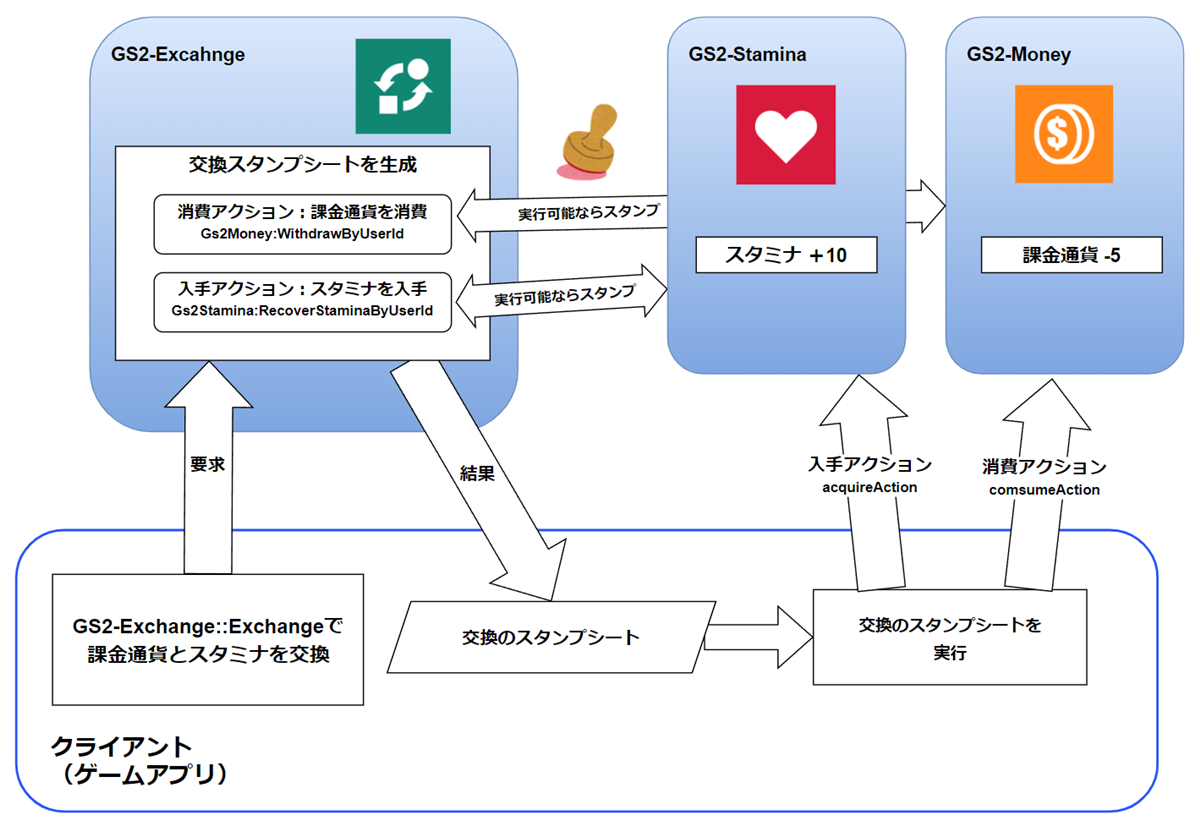 GS2-Excahnge
GS2-Stamina
GS2-Money
交換スタンプシートを生成
消費アクション：課金通貨を消費
Gs2Money:WithdrawByUserId
入手アクション：スタミナを入手
Gs2Stamina:RecoverStaminaByUserId
実行可能ならスタンプ
実行可能ならスタンプ
スタミナ ＋10
課金通貨 -5
要求
結果
入手アクション
acquireAction
消費アクション
comsumeAction
GS2-Exchange::Exchangeで
課金通貨とスタミナを交換
交換のスタンプシート
交換のスタンプシートを
実行
クライアント
（ゲームアプリ）